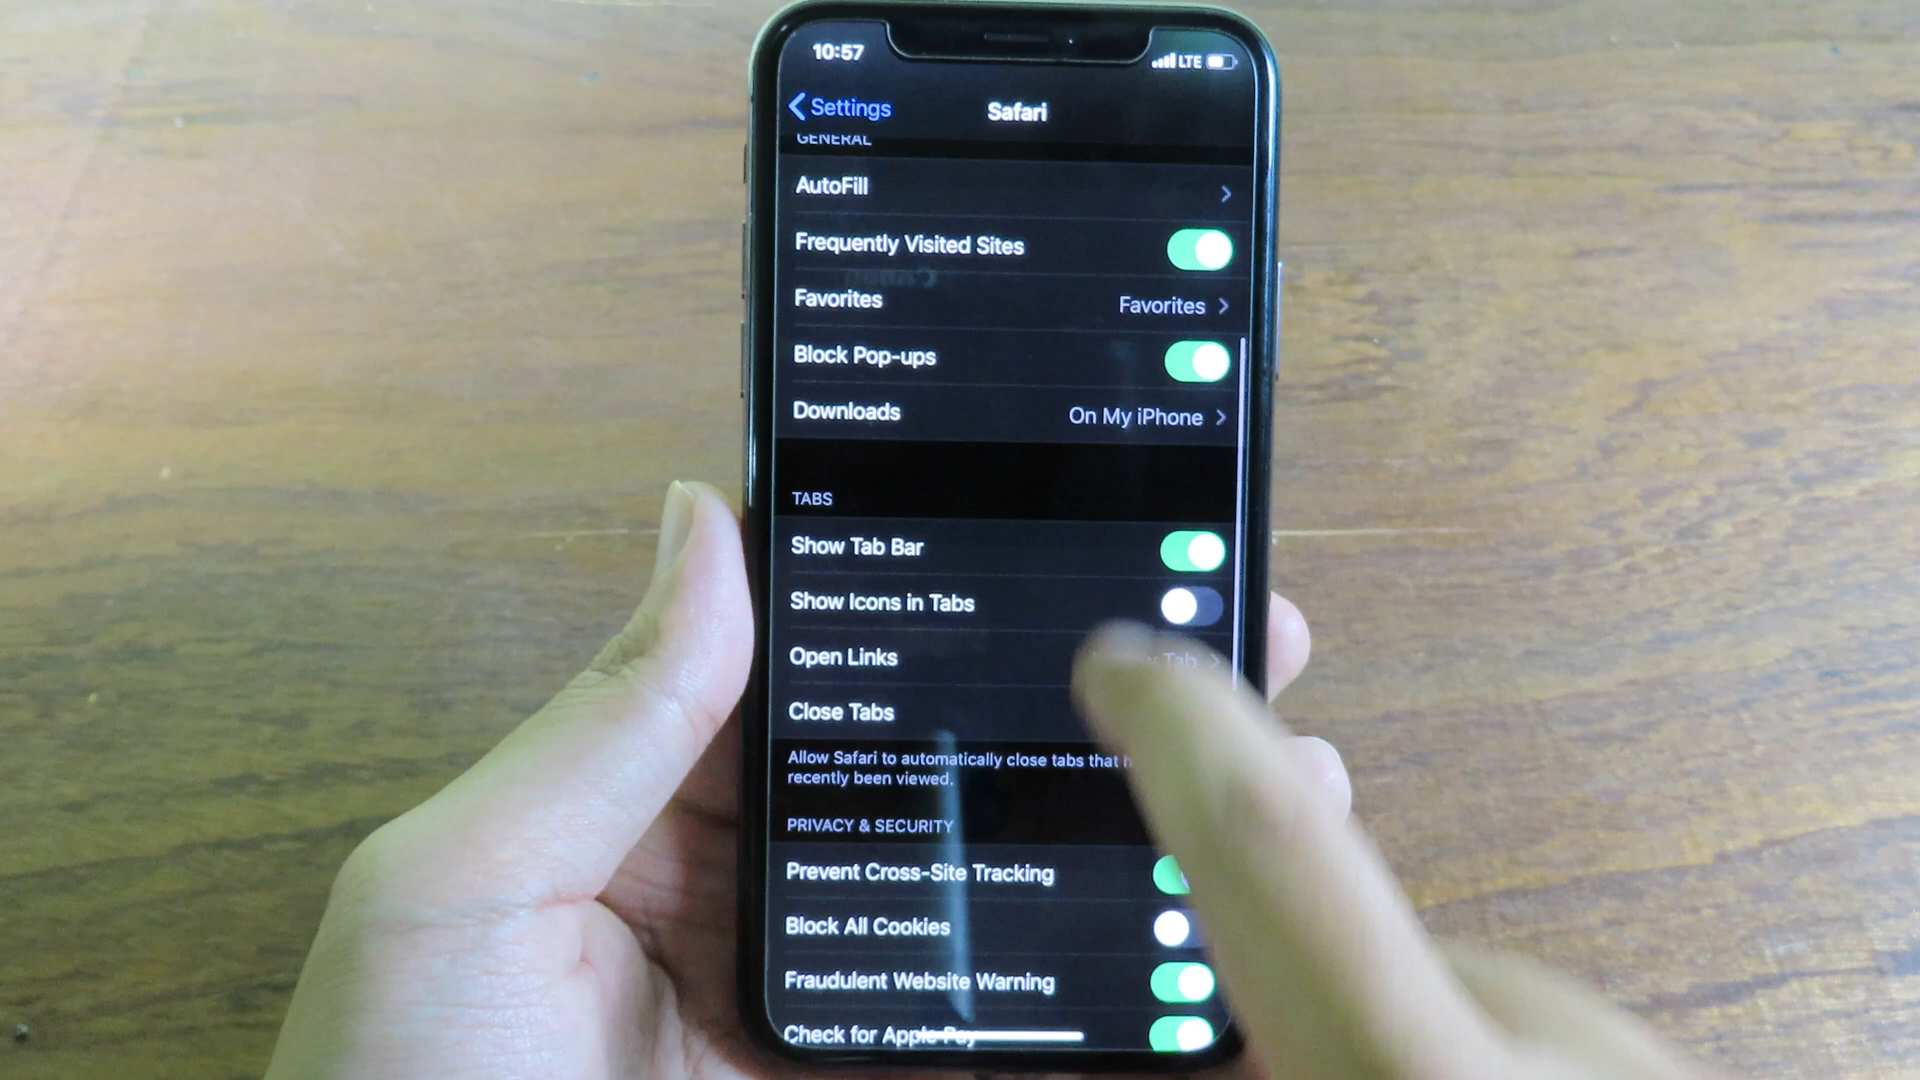 10:57
LTE
Settings
Safari
GENERAL
AutoFill
Frequently Visited Sites
Favorites Favorites
Block Pop-ups
Downloads On My iPhone
TABS
Show Tab Bar
Show Icons in Tabs
Open Links Tab
Close Tabs
Allow Safari to automatically close tabs that
recently been viewed.
PRIVACY & SECURITY
Prevent Cross-Site Tracking
Block All Cookies
Fraudulent Website Warning
Check for Apple Pay